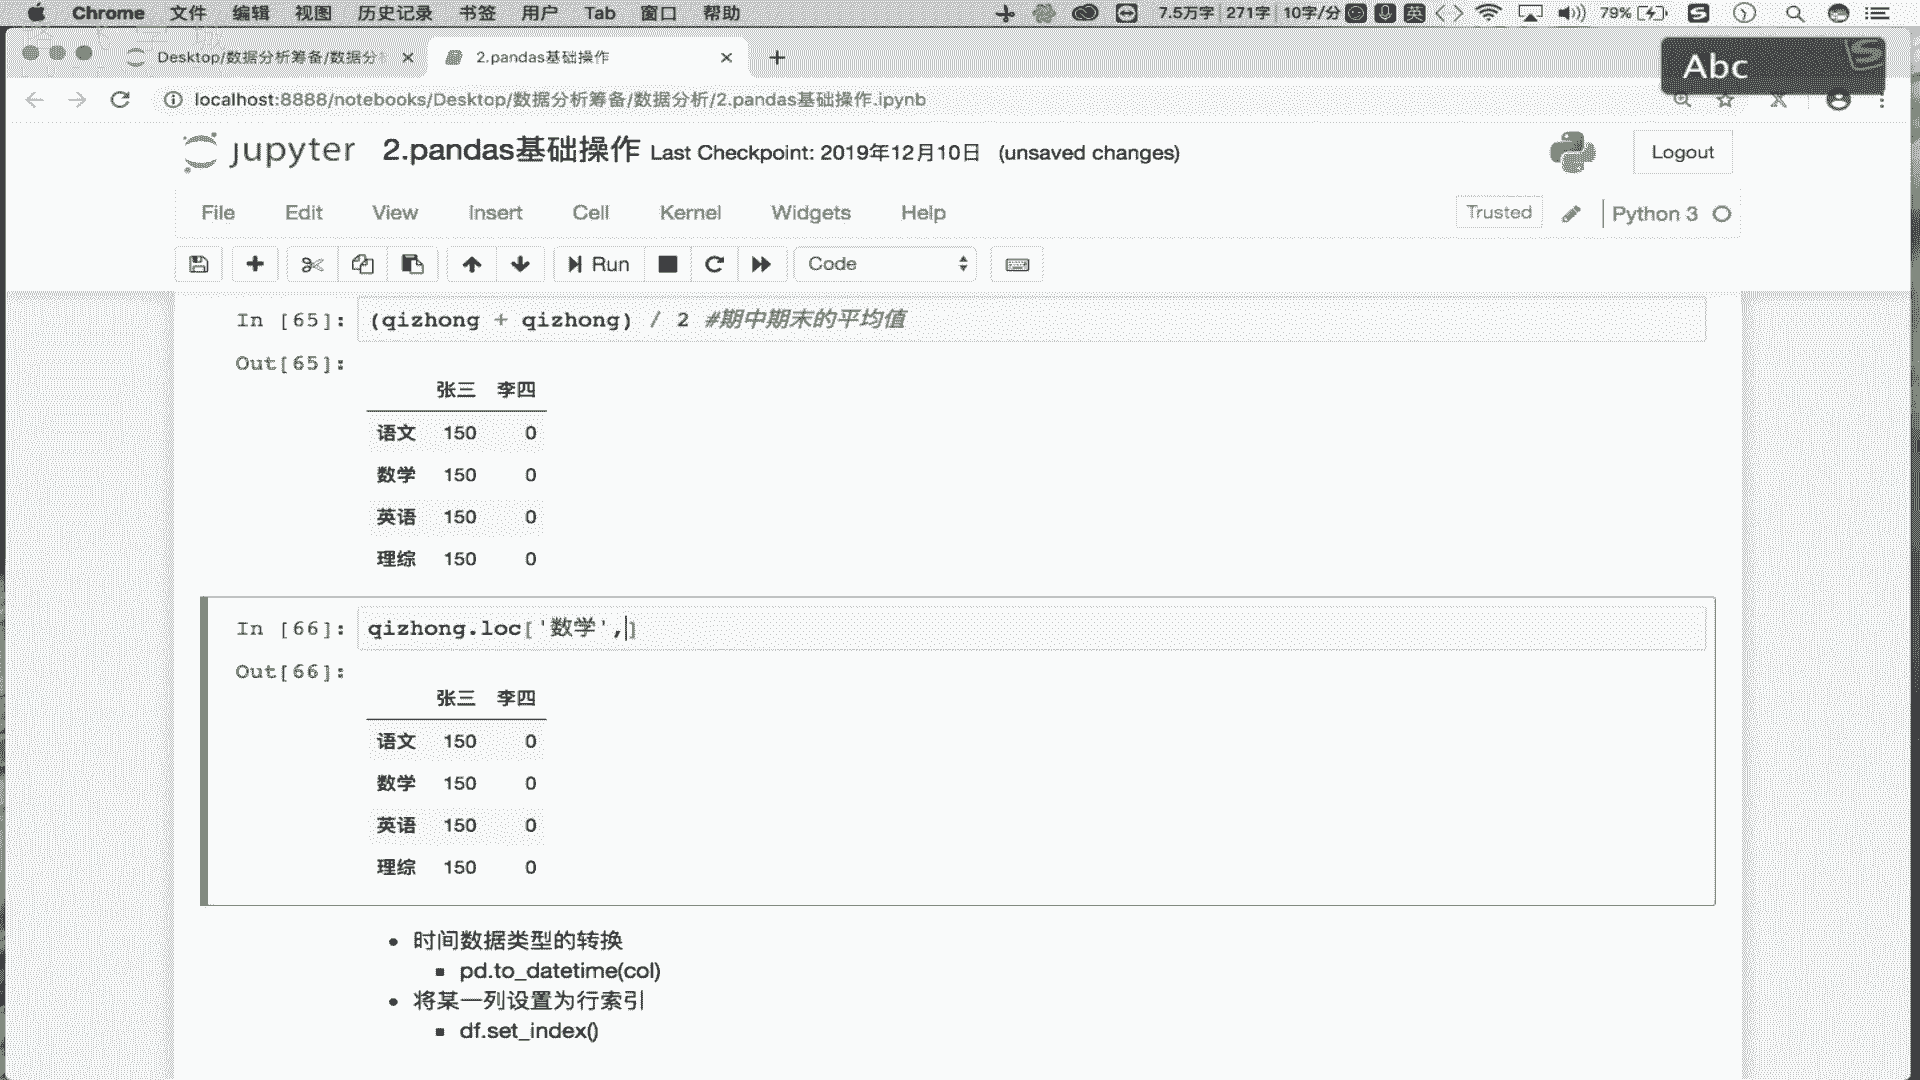 Chrome 文件 编辑 视图 历史记录 书签 用户 Tab 窗口 帮助 7.5万字 271字 10字/分 英 79%
Desktop/数据分析筹备/数据分 2.pandas基础操作
Abc
localhost:8888/notebooks/Desktop/数据分析筹备/数据分析/2.pandas基础操作.ipynb
jupyter 2.pandas基础操作 Last Checkpoint: 2019年12月10日 (unsaved changes) Logout
File Edit View Insert Cell Kernel Widgets Help Trusted Python 3
Run Code
In [65]: (qizhong + qizhong) / 2 #期中期末的平均值
Out[65]:
张三 李四
语文 150 0
数学 150 0
英语 150 0
理综 150 0
In [66]: qizhong.loc['数学',]
Out[66]:
张三 李四
语文 150 0
数学 150 0
英语 150 0
理综 150 0
• 时间数据类型的转换
▪ pd.to_datetime(col)
• 将某一列设置为行索引
▪ df.set_index()